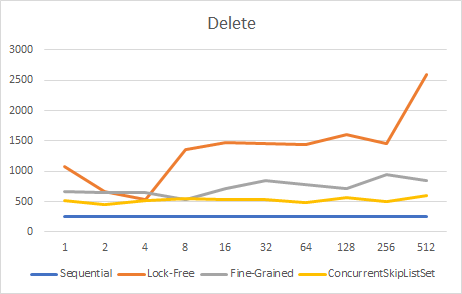 Delete
3000
2500
2000
1500
1000
500
0
1 2 4 8 16 32 64 128 256 512
Sequential Lock-Free Fine-Grained ConcurrentSkipListSet